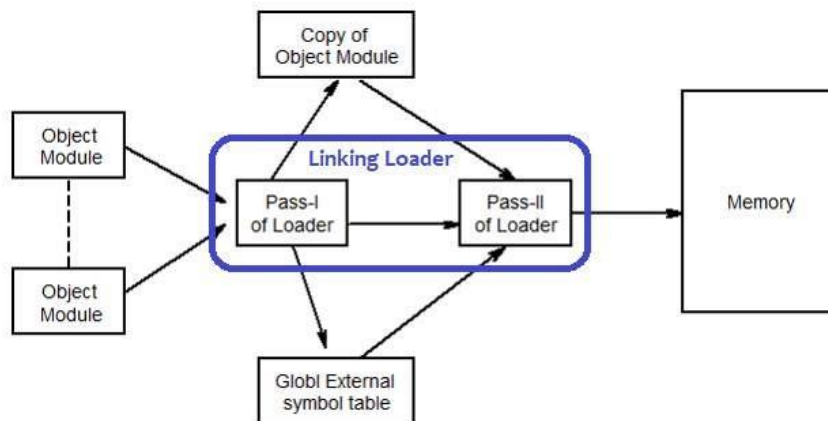 Copy of
Object Module
Object
Module
Linking Loader
Pass-I
of Loader
Pass-II
of Loader
Memory
Object
Module
Globl External
symbol table